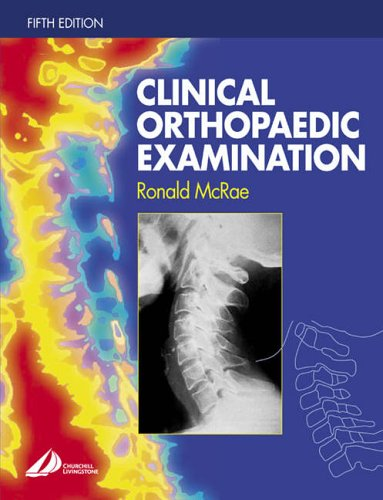 FIFTH EDITION
CLINICAL
ORTHOPAEDIC
EXAMINATION
Ronald McRae
CHURCHILL
LIVINGSTONE